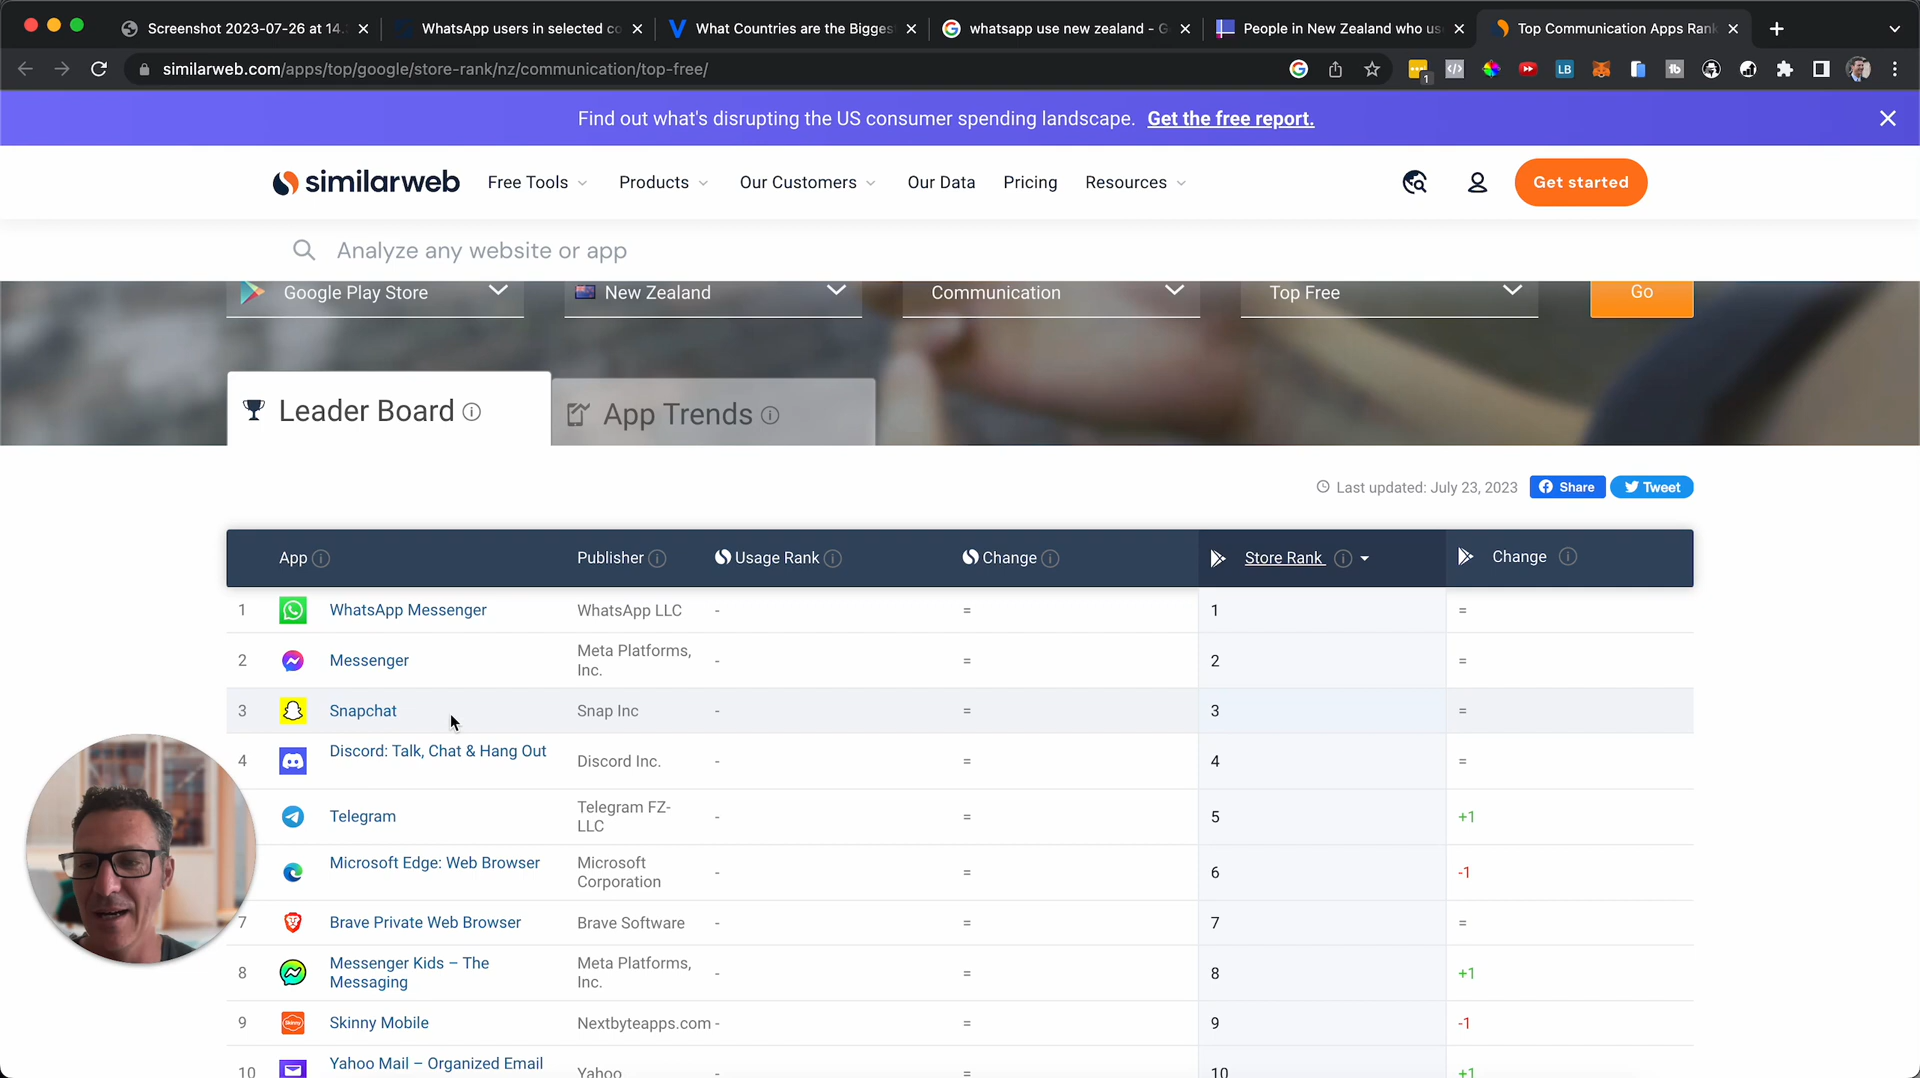 Screenshot 2023-07-26 at 14.
WhatsApp users in selected co
What Countries are the Bigges
whatsapp use new zealand - G
People in New Zealand who us
Top Communication Apps Rank
similarweb.com/apps/top/google/store-rank/nz/communication/top-free/
1
LB
tb
Find out what's disrupting the US consumer spending landscape. Get the free report.
similarweb
Free Tools
Products
Our Customers
Our Data
Pricing
Resources
Get started
Analyze any website or app
Google Play Store
New Zealand
Communication
Top Free
Go
Leader Board
App Trends
Last updated: July 23, 2023
Share
Tweet
App Publisher Usage Rank Change Store Rank Change
1 WhatsApp Messenger WhatsApp LLC - = 1 =
2 Messenger Meta Platforms, Inc. - = 2 =
3 Snapchat Snap Inc - = 3 =
4 Discord: Talk, Chat & Hang Out Discord Inc. - = 4 =
5 Telegram Telegram FZ-LLC - = 5 +1
Microsoft Edge: Web Browser Microsoft Corporation - = 6 -1
7 Brave Private Web Browser Brave Software - = 7 =
8 Messenger Kids – The Messaging Meta Platforms, Inc. - = 8 +1
9 Skinny Mobile Nextbyteapps.com - = 9 -1
10 Yahoo Mail – Organized Email Yahoo - = 10 +1